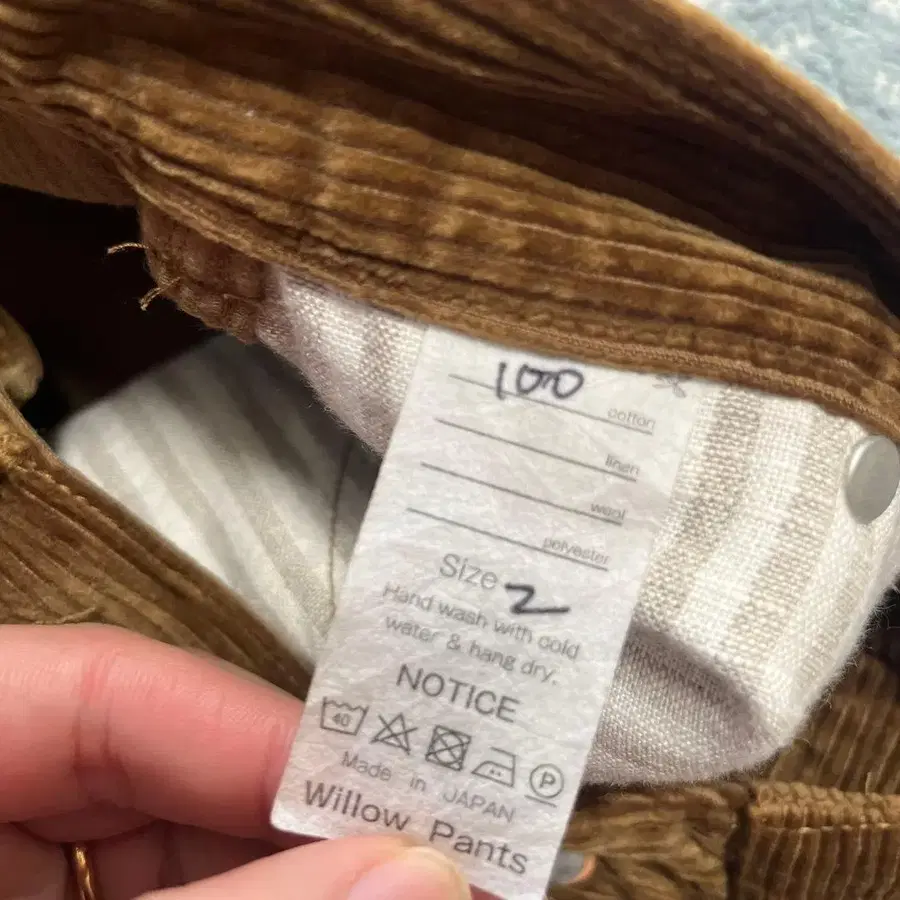 100
cotton
linen
wool
polyester
Size 2
Hand wash with cold
water & hang dry.
NOTICE
40
P
Made in JAPAN
Willow Pants